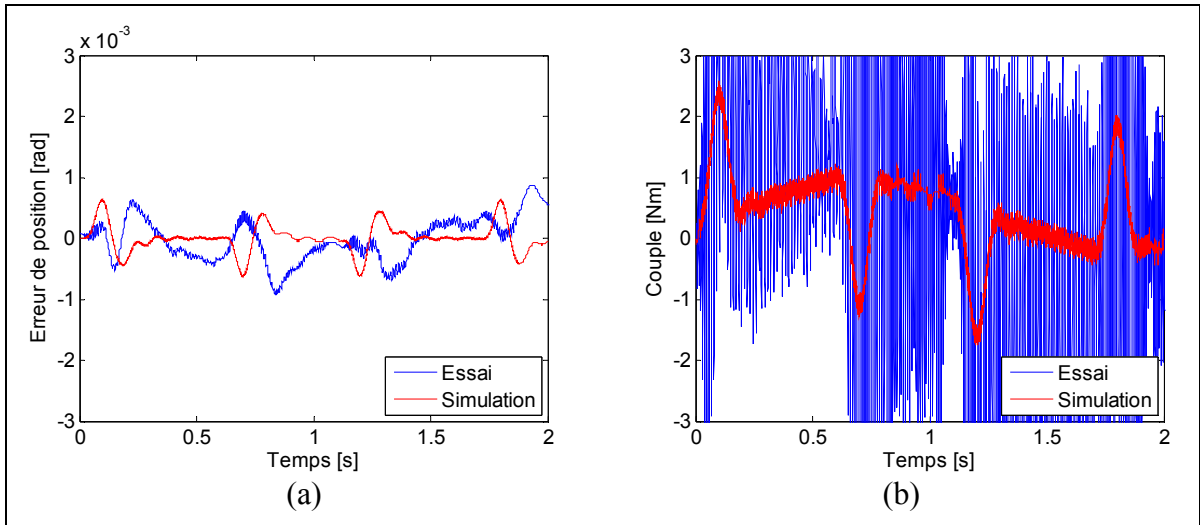 x 10-3
3
2
1
0
-1
-2
-3
Erreur de position [rad]
0
0.5
1
1.5
2
Temps [s]
Essai
Simulation
(a)
3
2
1
0
-1
-2
-3
Couple [Nm]
0
0.5
1
1.5
2
Temps [s]
Essai
Simulation
(b)